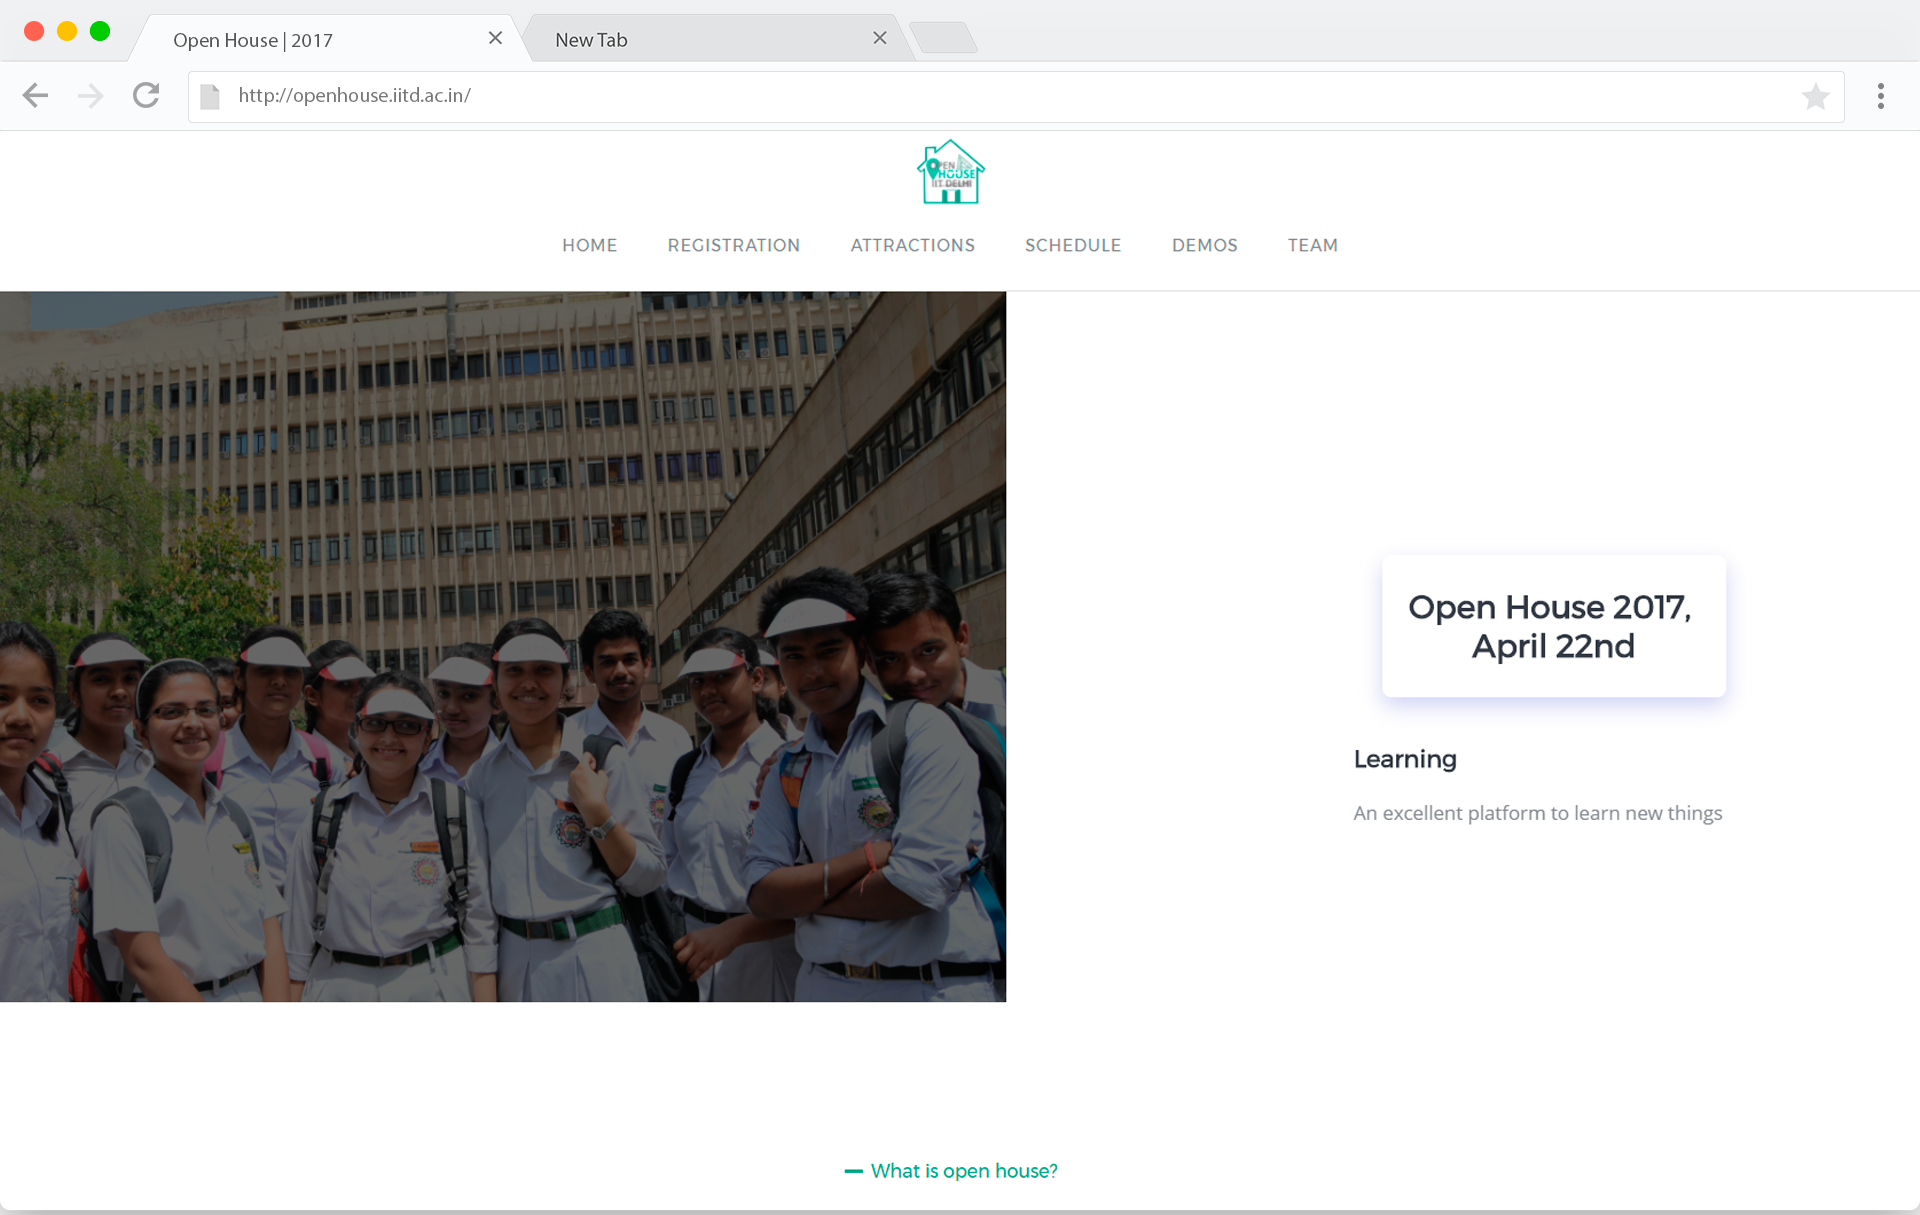 Open House | 2017
New Tab
http://openhouse.iitd.ac.in/
OPEN
HOUSE
IIT DELHI
HOME REGISTRATION ATTRACTIONS SCHEDULE DEMOS TEAM
Open House 2017,
April 22nd
Learning
An excellent platform to learn new things
What is open house?